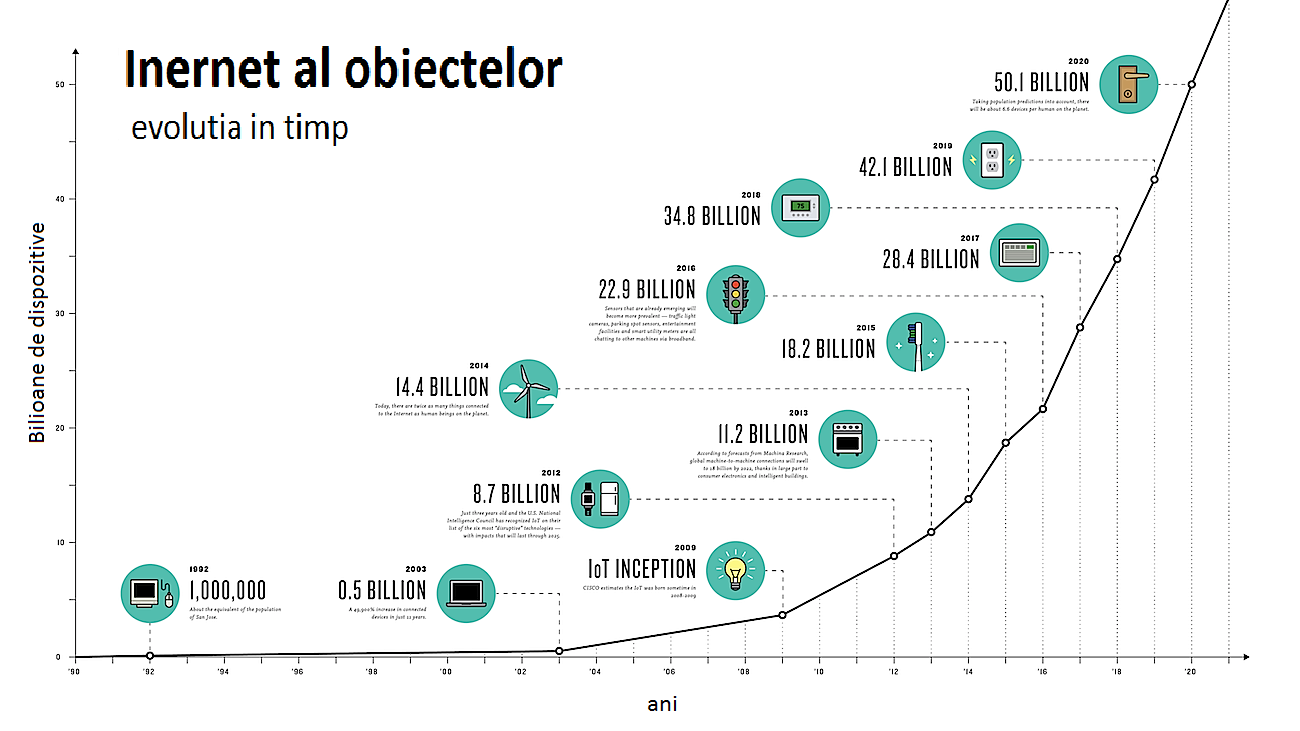 Inernet al obiectelor
evolutia in timp
Bilioane de dispozitive
50
40
30
20
10
0
2020
50.1 BILLION
Taking population predictions into account, there
will be about 6.6 devices per human on the planet.
2019
42.1 BILLION
2018
34.8 BILLION
75
2017
28.4 BILLION
2016
22.9 BILLION
Sensors that are already emerging will
become more prevalent — traffic light
cameras, parking spot sensors, entertainment
facilities and smart utility meters are all
chatting to other machines via broadband.
2015
18.2 BILLION
2014
14.4 BILLION
Today, there are twice as many things connected
to the Internet as human beings on the planet.
2013
11.2 BILLION
According to forecasts from Machina Research,
global machine-to-machine connections will swell
to 18 billion by 2022, thanks in large part to
consumer electronics and intelligent buildings.
2012
8.7 BILLION
Just three years old and the U.S. National
Intelligence Council has recognized IoT on their
list of the six most "disruptive" technologies —
with impacts that will last through 2025.
2009
IoT INCEPTION
CISCO estimates the IoT was born sometime in
2008-2009
2003
0.5 BILLION
A 49,900% increase in connected
devices in just 11 years.
1992
1,000,000
About the equivalent of the population
of San Jose.
'90 '92 '94 '96 '98 '00 '02 '04 '06 '08 '10 '12 '14 '16 '18 '20
ani